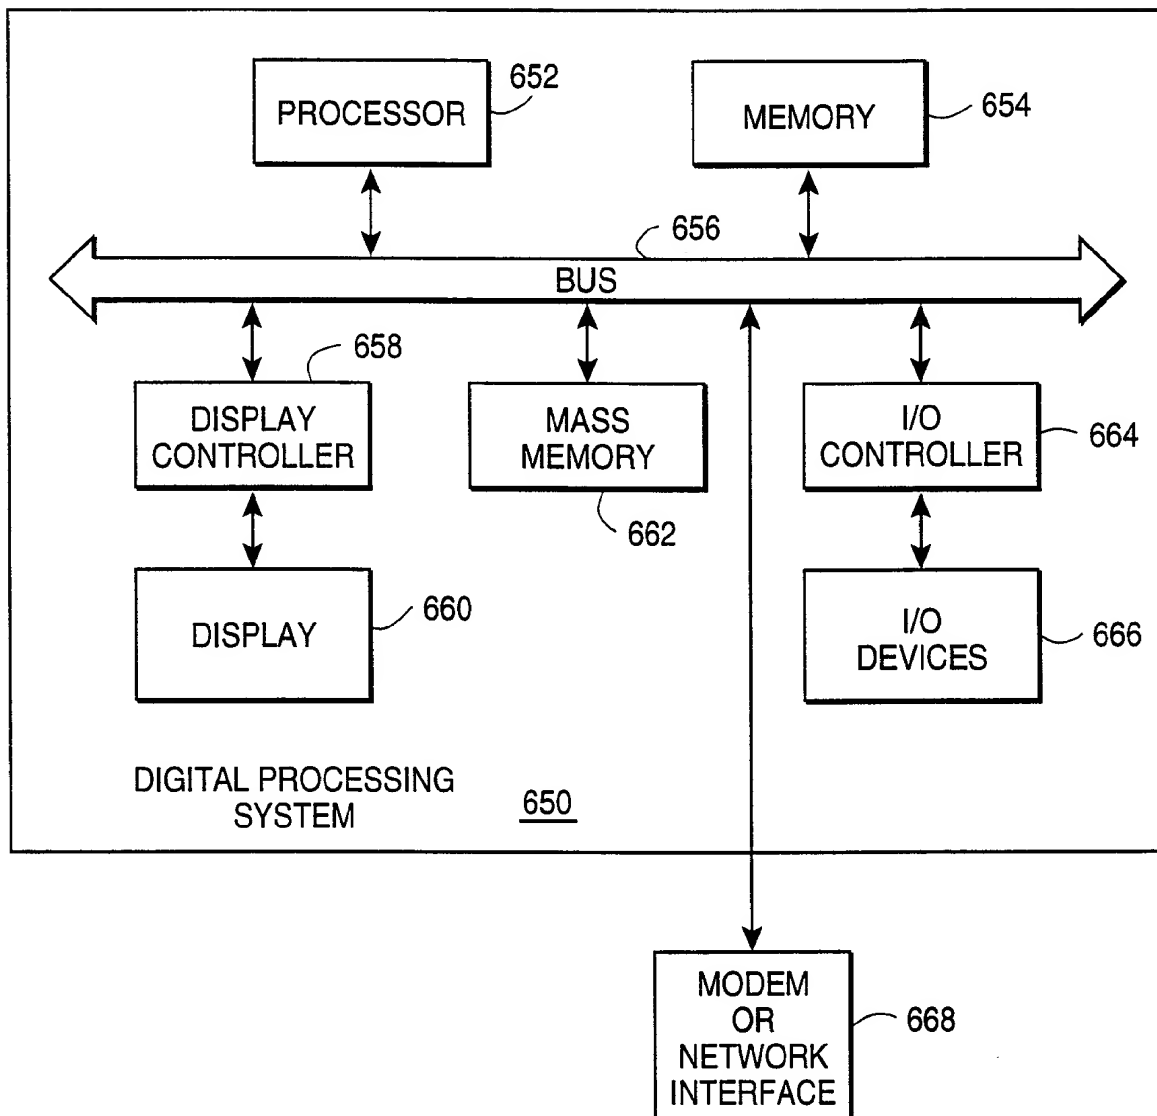 652
PROCESSOR
MEMORY
654
656
BUS
658
DISPLAY
CONTROLLER
MASS
MEMORY
662
I/O
CONTROLLER
664
DISPLAY
660
I/O
DEVICES
666
DIGITAL PROCESSING
SYSTEM
650
MODEM
OR
NETWORK
INTERFACE
668